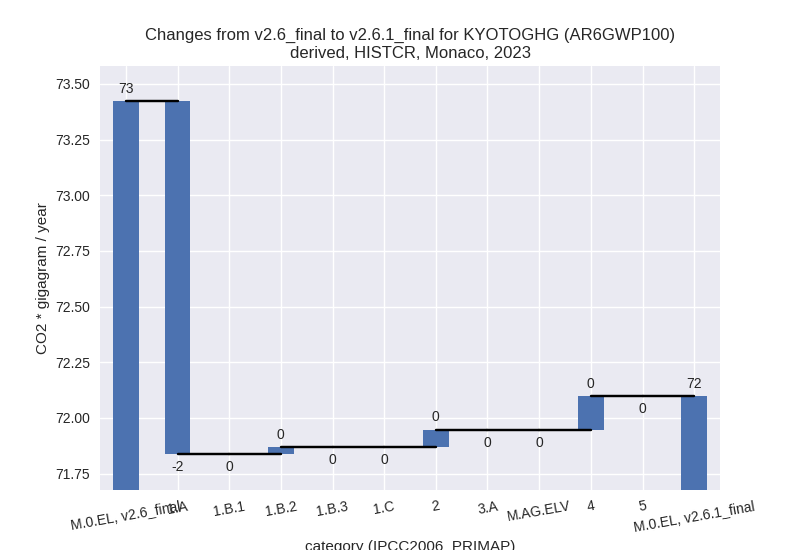 Changes from v2.6_final to v2.6.1_final for KYOTOGHG (AR6GWP100)
derived, HISTCR, Monaco, 2023
CO2 * gigagram / year
73.50
73.25
73.00
72.75
72.50
72.25
72.00
71.75
73
-2
0
0
0
0
0
0
0
0
0
72
M.0.EL, v2.6_final
1.A
1.B.1
1.B.2
1.B.3
1.C
2
3.A
M.AG.ELV
4
5
M.0.EL, v2.6.1_final
category (IPCC2006_PRIMAP)